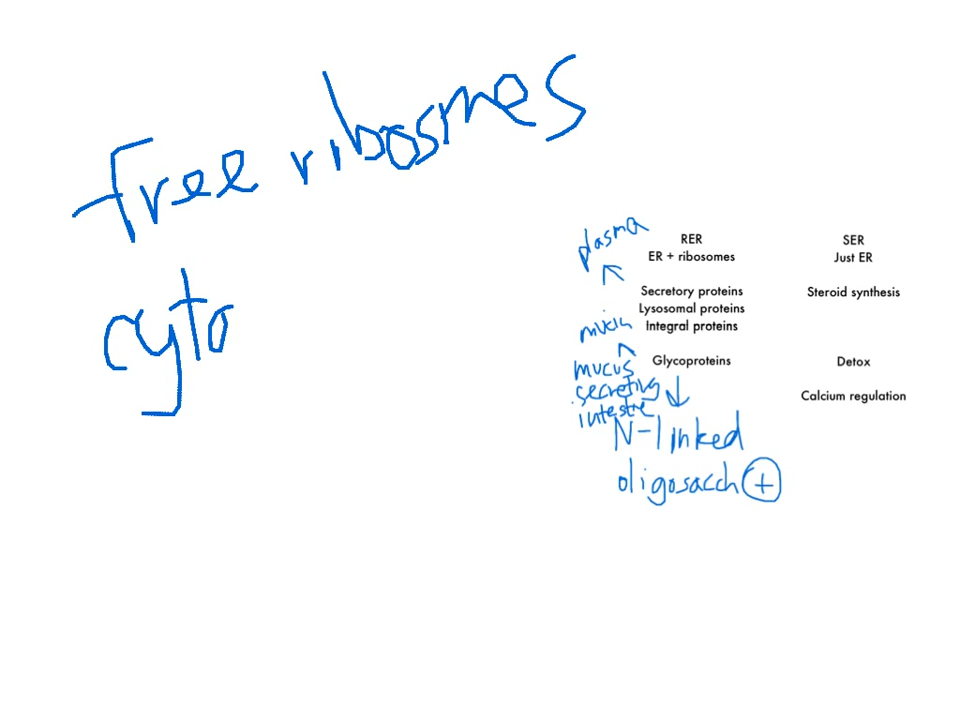 free ribosmes
cyto
plasma
RER
ER + ribosomes
Secretory proteins
Lysosomal proteins
Integral proteins
mucin
Glycoproteins
mucus
secreting
N-linked
oligosacch +
SER
Just ER
Steroid synthesis
Detox
Calcium regulation